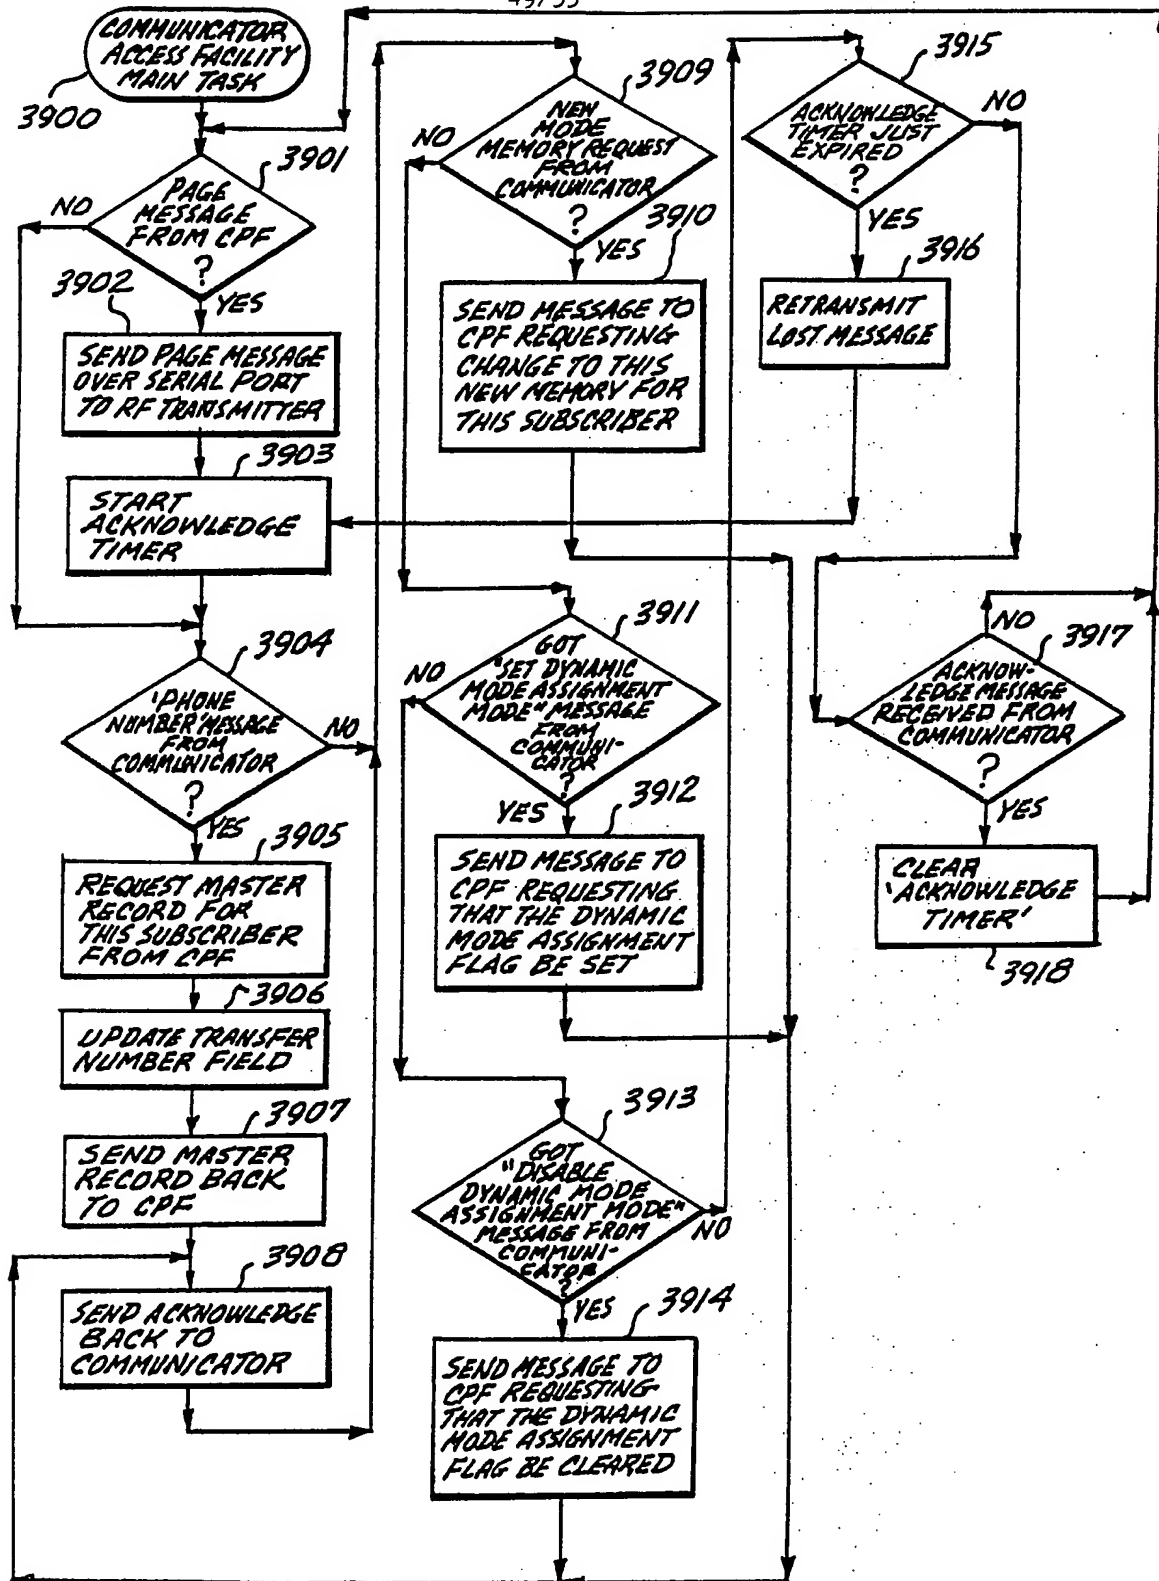 49/53
COMMUNICATOR
ACCESS FACILITY
MAIN TASK
3900
3901
PAGE
MESSAGE
FROM CPF
?
NO
YES
3902
SEND PAGE MESSAGE
OVER SERIAL PORT
TO RF TRANSMITTER
3903
START
ACKNOWLEDGE
TIMER
3904
'PHONE
NUMBER' MESSAGE
FROM
COMMUNICATOR
?
NO
YES
3905
REQUEST MASTER
RECORD FOR
THIS SUBSCRIBER
FROM CPF
3906
UPDATE TRANSFER
NUMBER FIELD
3907
SEND MASTER
RECORD BACK
TO CPF
3908
SEND ACKNOWLEDGE
BACK TO
COMMUNICATOR
3909
NEW
MODE
MEMORY REQUEST
FROM
COMMUNICATOR
?
NO
YES
3910
SEND MESSAGE TO
CPF REQUESTING
CHANGE TO THIS
NEW MEMORY FOR
THIS SUBSCRIBER
3911
GOT
"SET DYNAMIC
MODE ASSIGNMENT
MODE" MESSAGE
FROM
COMMUNI-
CATOR
?
NO
YES
3912
SEND MESSAGE TO
CPF REQUESTING
THAT THE DYNAMIC
MODE ASSIGNMENT
FLAG BE SET
3913
GOT
"DISABLE
DYNAMIC MODE
ASSIGNMENT MODE"
MESSAGE FROM
COMMUNI-
CATOR
?
NO
YES
3914
SEND MESSAGE TO
CPF REQUESTING
THAT THE DYNAMIC
MODE ASSIGNMENT
FLAG BE CLEARED
3915
ACKNOWLEDGE
TIMER JUST
EXPIRED
?
NO
YES
3916
RETRANSMIT
LOST MESSAGE
3917
ACKNOW-
LEDGE MESSAGE
RECEIVED FROM
COMMUNICATOR
?
NO
YES
CLEAR
'ACKNOWLEDGE
TIMER'
3918